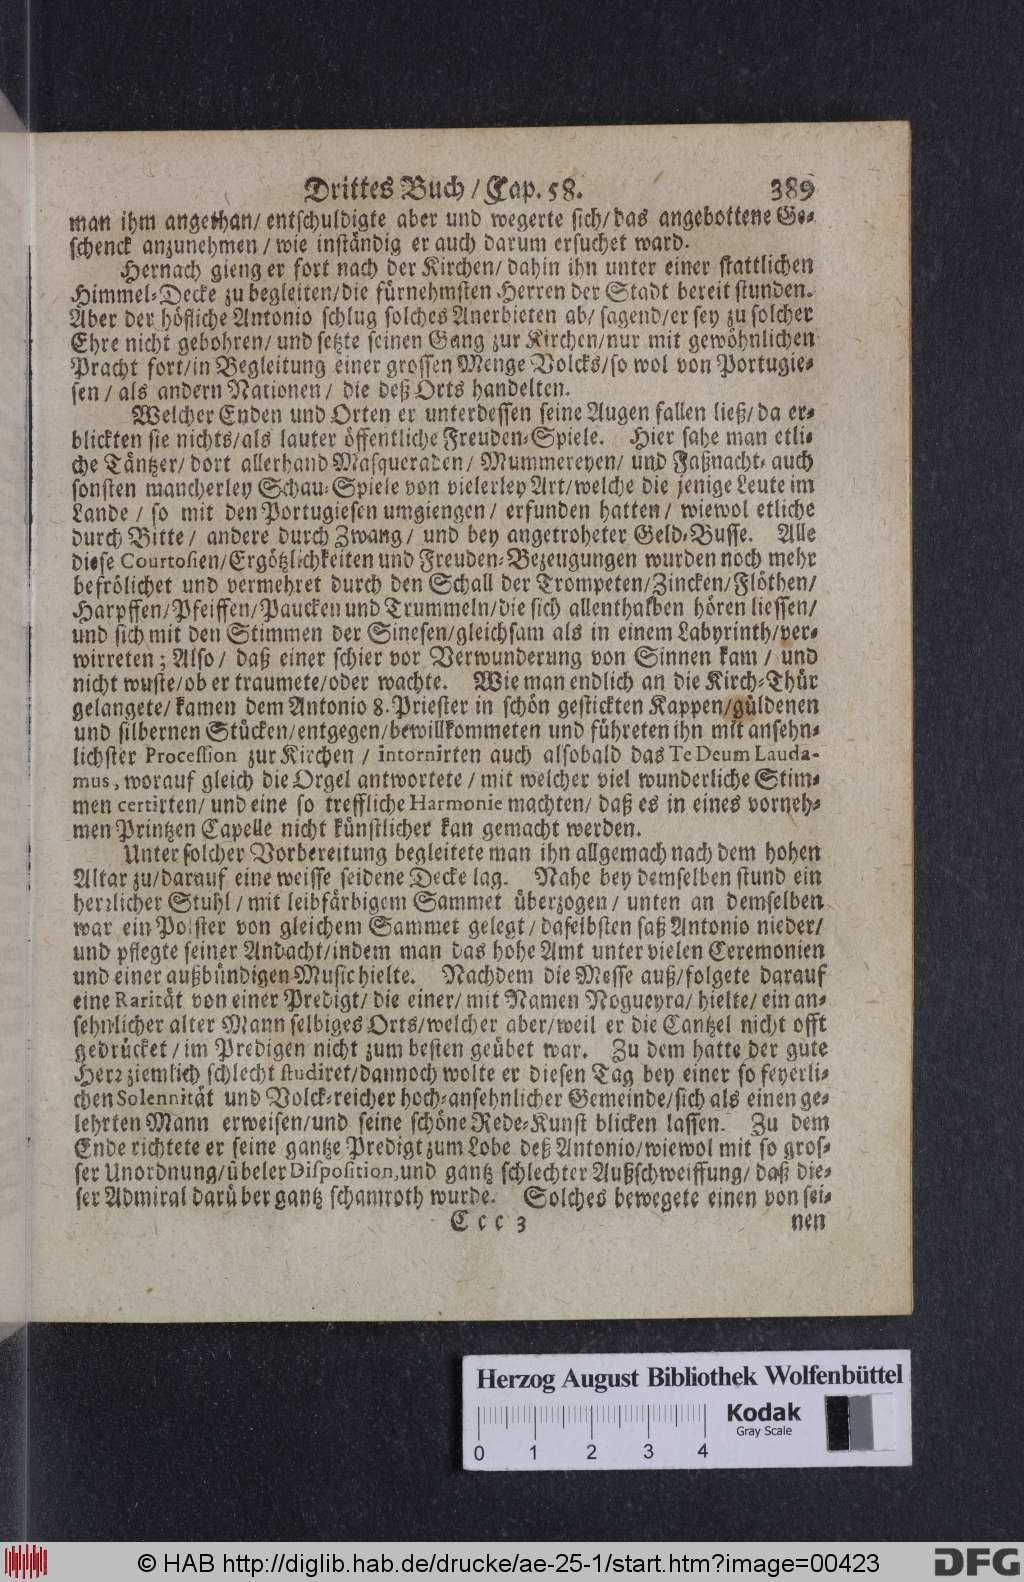 Drittes Buch / Cap. 58. 389
man ihm angethan/ entschuldigte aber und wegerte sich/ das angebottene Ge-
schenck anzunehmen / wie inständig er auch darum ersuchet ward.
Hernach gieng er fort nach der Kirchen/ dahin ihn unter einer stattlichen
Himmel-Decke zu begleiten/die fürnehmsten Herren der Stadt bereit stunden.
Aber der höfliche Antonio schlug solches Anerbieten ab/ sagend/er sey zu solcher
Ehre nicht gebohren/ und setzte seinen Gang zur Kirchen/nur mit gewöhnlichen
Pracht fort/in Begleitung einer grossen Menge Volcks/so wol von Portugie-
sen / als andern Nationen / die deß Orts handelten.
Welcher Enden und Orten er unterdessen seine Augen fallen ließ/ da er-
blickten sie nichts/als lauter öffentliche Freuden-Spiele. Hier sahe man etli-
che Täntzer/ dort allerhand Masqueraden/ Mummereyen/ und Faßnacht- auch
sonsten mancherley Schau-Spiele von vielerley Art/welche die jenige Leute im
Lande / so mit den Portugiesen umgiengen / erfunden hatten / wiewol etliche
durch Bitte / andere durch Zwang / und bey angetroheter Geld-Busse. Alle
diese Courtosien/Ergötzlichkeiten und Freuden-Bezeugungen wurden noch mehr
befrölichet und vermehret durch den Schall der Trompeten/Zincken/Flöthen/
Harpffen/Pfeiffen/Paucken und Trummeln/die sich allenthalben hören liessen/
und sich mit den Stimmen der Sinesen/gleichsam als in einem Labyrinth/ver-
wirreten ; Also / daß einer schier vor Verwunderung von Sinnen kam / und
nicht wuste/ob er traumete/oder wachte. Wie man endlich an die Kirch-Thür
gelangete/ kamen dem Antonio 8. Priester in schön gestickten Kappen/güldenen
und silbernen Stücken/entgegen/bewillkommeten und führeten ihn mit ansehn-
lichster Procession zur Kirchen / intonirten auch alsobald das Te Deum Lauda-
mus, worauf gleich die Orgel antwortete / mit welcher viel wunderliche Stim-
men certirten/ und eine so treffliche Harmonie machten/ daß es in eines vorneh-
men Printzen Capelle nicht künstlicher kan gemacht werden.
Unter solcher Vorbereitung begleitete man ihn allgemach nach dem hohen
Altar zu/darauf eine weisse seidene Decke lag. Nahe bey demselben stund ein
herrlicher Stuhl / mit leibfärbigem Sammet überzogen / unten an demselben
war ein Polster von gleichem Sammet gelegt / daselbsten saß Antonio nieder/
und pflegte seiner Andacht/indem man das hohe Amt unter vielen Ceremonien
und einer außbündigen Music hielte. Nachdem die Messe auß/folgete darauf
eine Rarität von einer Predigt/ die einer/ mit Namen Nogueyra/ hielte/ ein an-
sehnlicher alter Mann selbiges Orts/welcher aber/weil er die Cantzel nicht offt
gedrücket / im Predigen nicht zum besten geübet war. Zu dem hatte der gute
Herr ziemlich schlecht studiret/dannoch wolte er diesen Tag bey einer so feyerli-
chen Solennität und Volck-reicher hoch-ansehnlicher Gemeinde/sich als einen ge-
lehrten Mann erweisen/und seine schöne Rede-Kunst blicken lassen. Zu dem
Ende richtete er seine gantze Predigt zum Lobe deß Antonio/wiewol mit so gros-
ser Unordnung/übeler Disposition, und gantz schlechter Außschweiffung/ daß die-
ser Admiral darüber gantz schamroth wurde. Solches bewegete einen von sei-
C c c 3 nen
Herzog August Bibliothek Wolfenbüttel
Kodak
Gray Scale
0 1 2 3 4
© HAB http://diglib.hab.de/drucke/ae-25-1/start.htm?image=00423
DFG